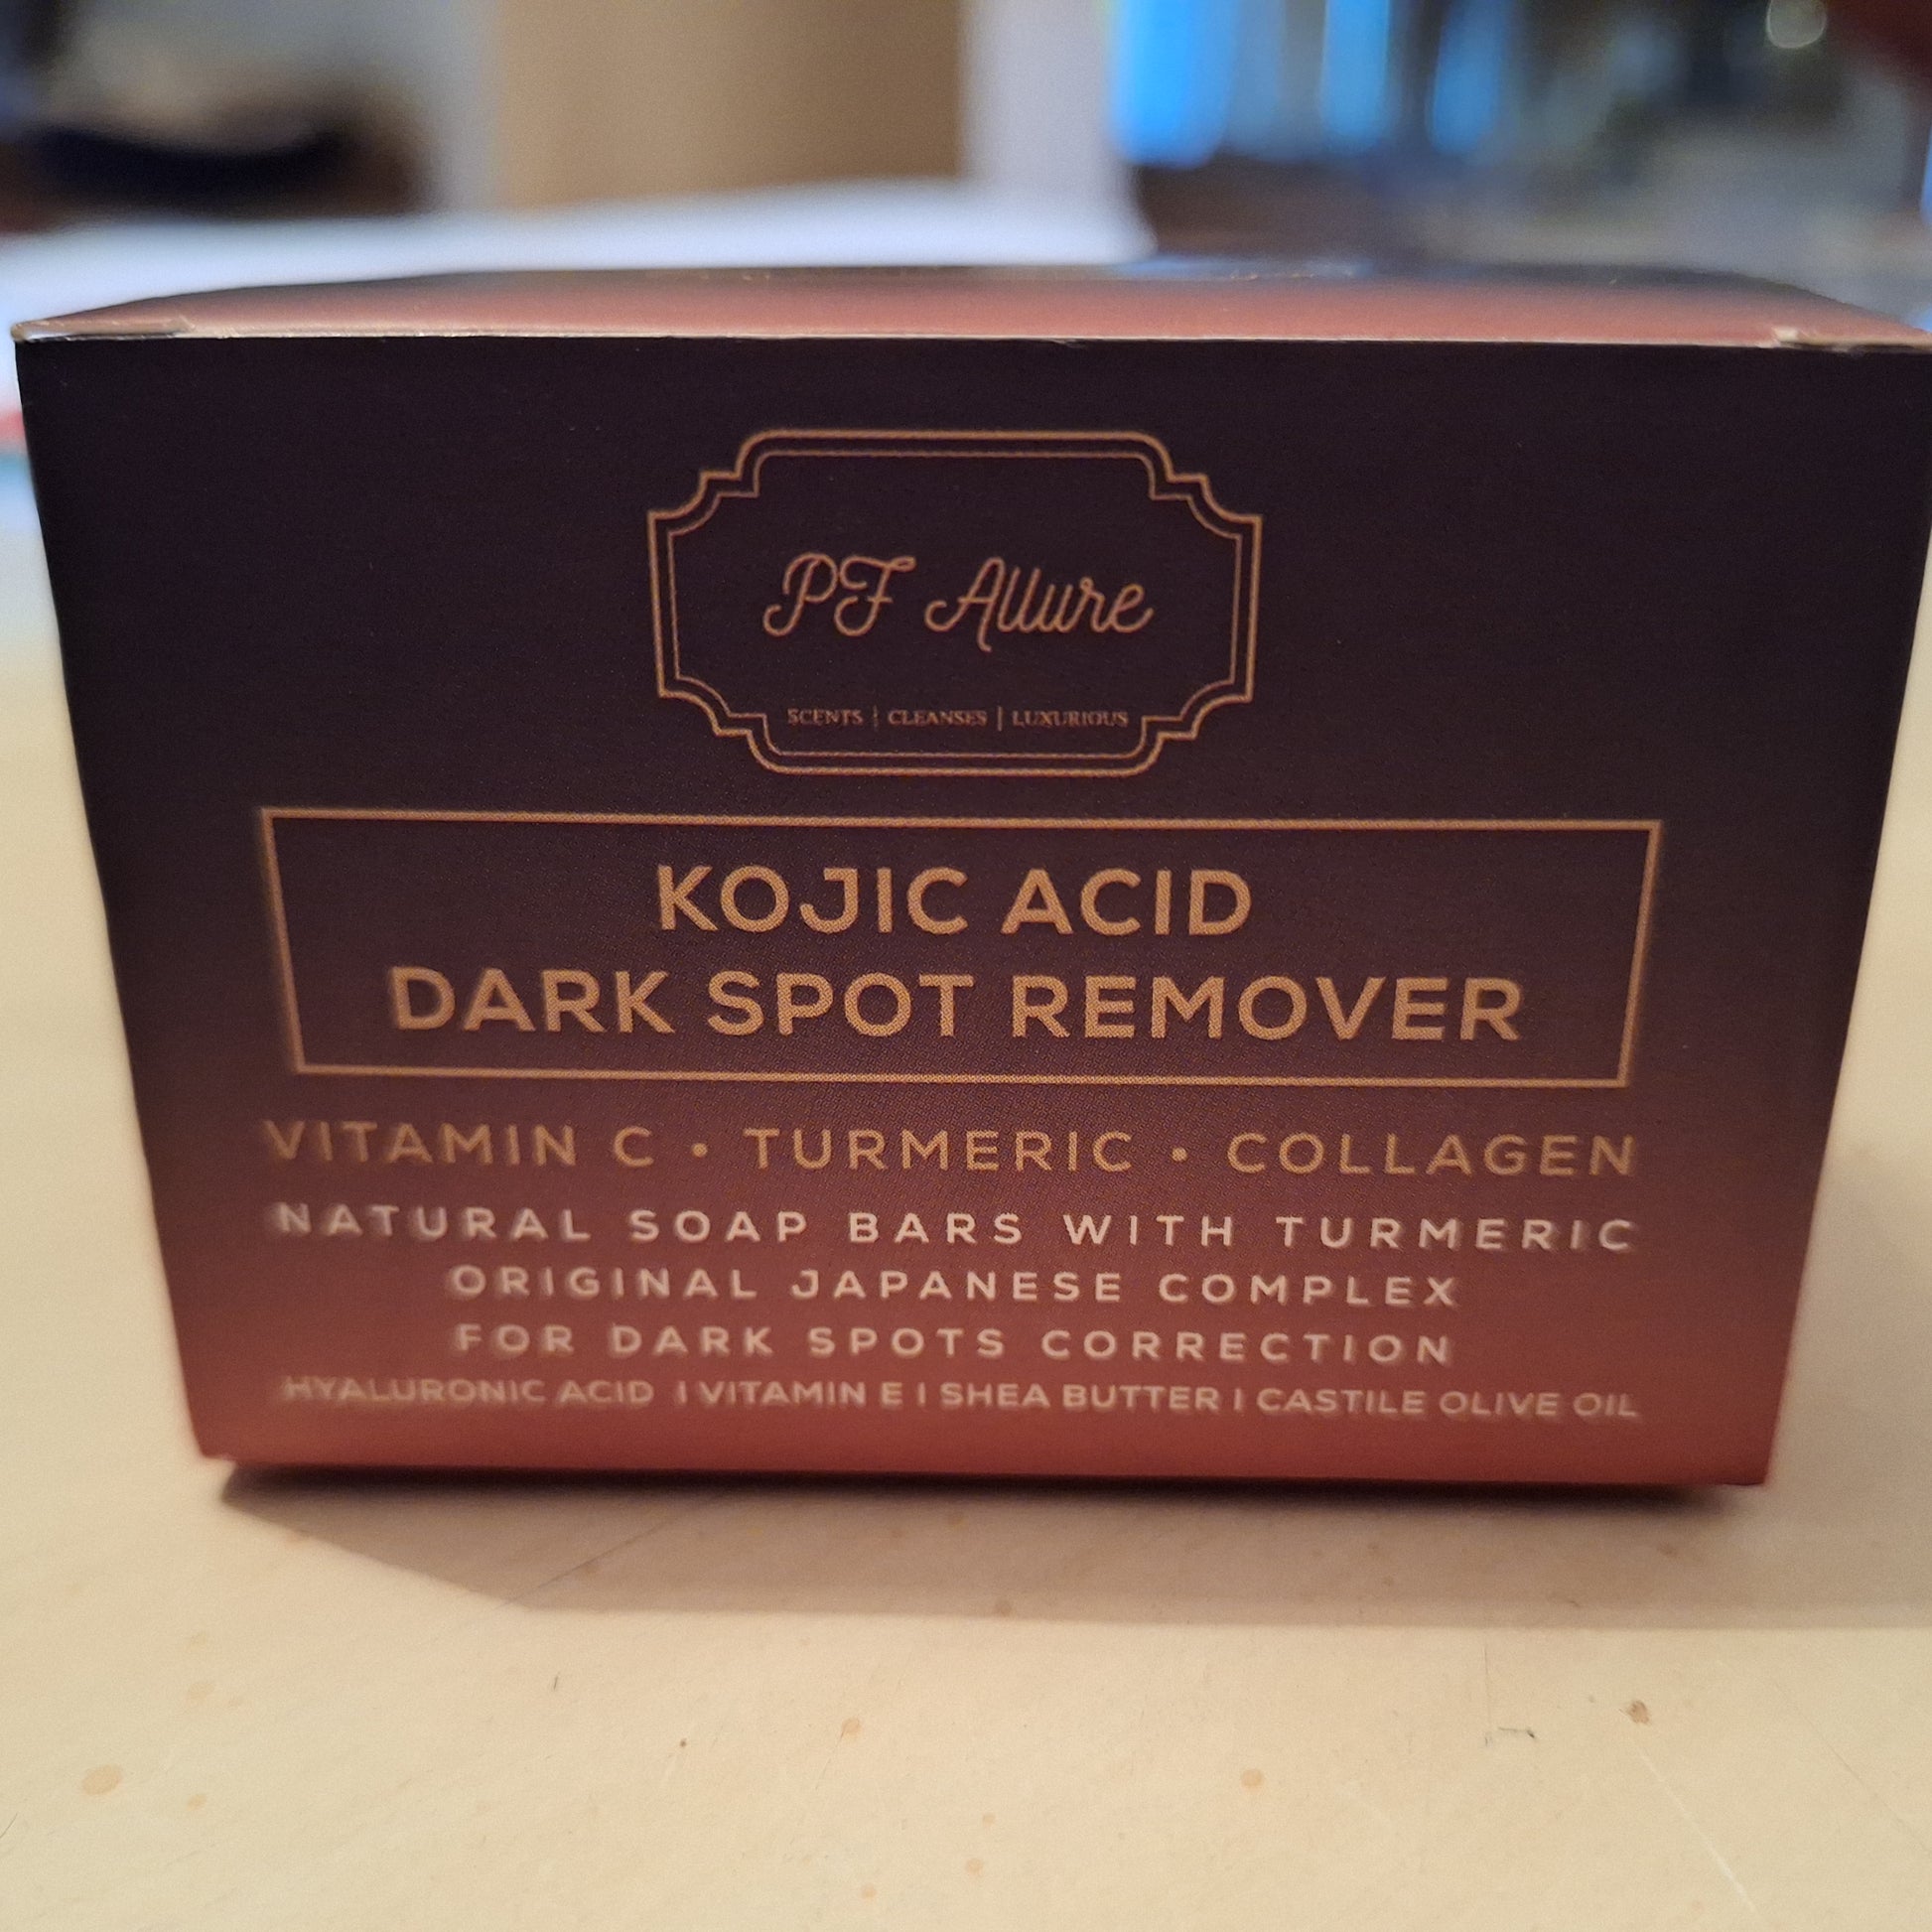 PF Allure
SCENTS | CLEANSES | LUXURIOUS
KOJIC ACID
DARK SPOT REMOVER
VITAMIN C • TURMERIC • COLLAGEN
NATURAL SOAP BARS WITH TURMERIC
ORIGINAL JAPANESE COMPLEX
FOR DARK SPOTS CORRECTION
HYALURONIC ACID I VITAMIN E I SHEA BUTTER I CASTILE OLIVE OIL